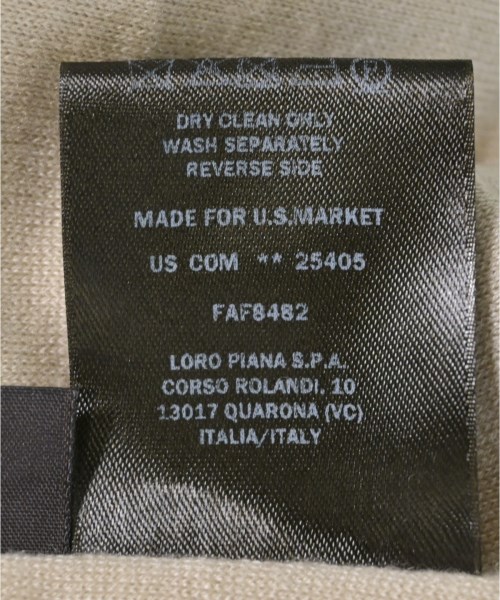 DRY CLEAN ONLY
WASH SEPARATELY
REVERSE SIDE
MADE FOR U.S.MARKET
US COM ** 25405
FAF8482
LORO PIANA S.P.A.
CORSO ROLANDI, 10
13017 QUARONA (VC)
ITALIA/ITALY